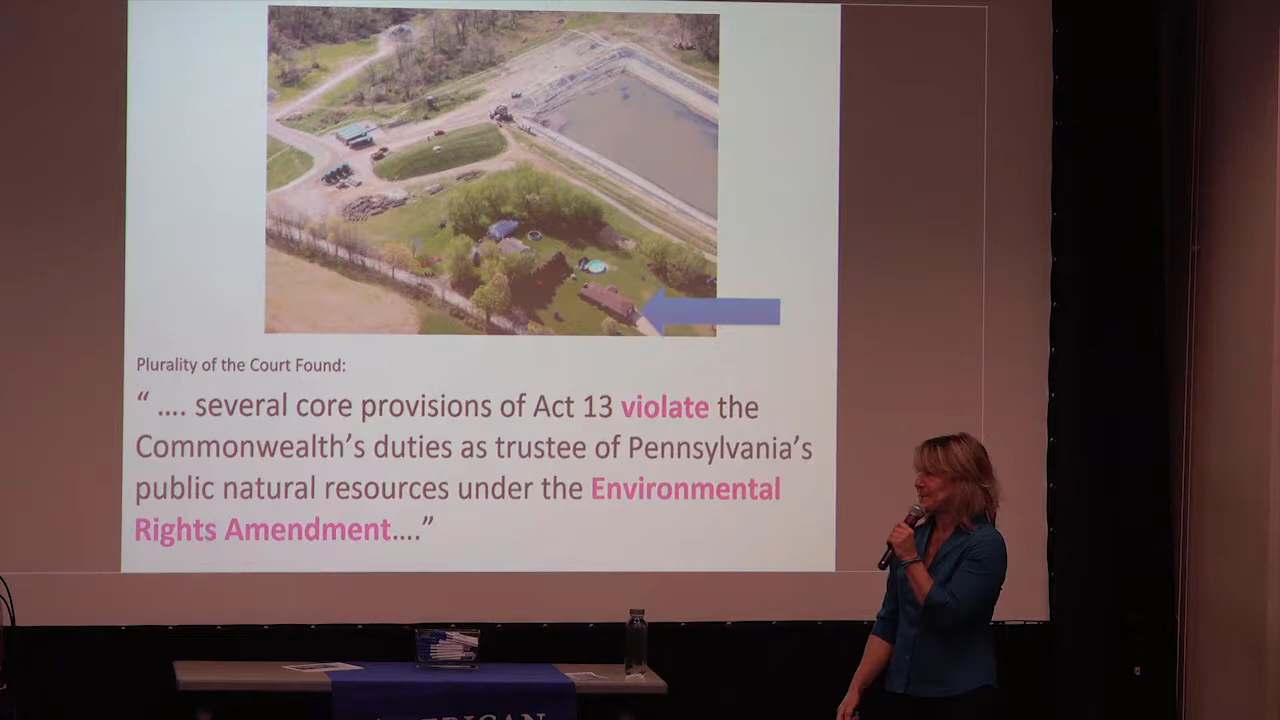 Plurality of the Court Found:
“ .... several core provisions of Act 13 violate the
Commonwealth’s duties as trustee of Pennsylvania’s
public natural resources under the Environmental
Rights Amendment....”
AMERICAN